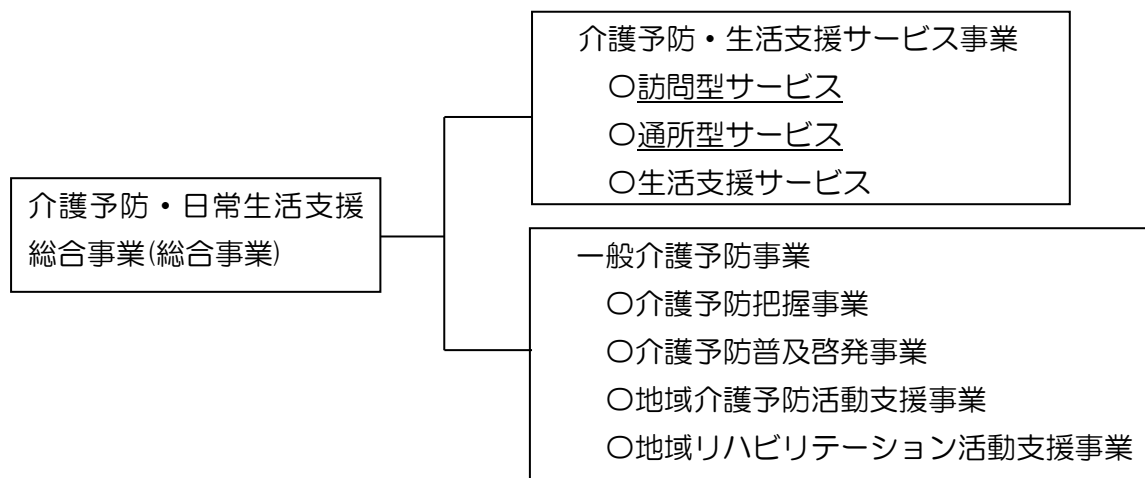 介護予防・日常生活支援
総合事業(総合事業)
介護予防・生活支援サービス事業
〇訪問型サービス
〇通所型サービス
〇生活支援サービス
一般介護予防事業
〇介護予防把握事業
〇介護予防普及啓発事業
〇地域介護予防活動支援事業
〇地域リハビリテーション活動支援事業